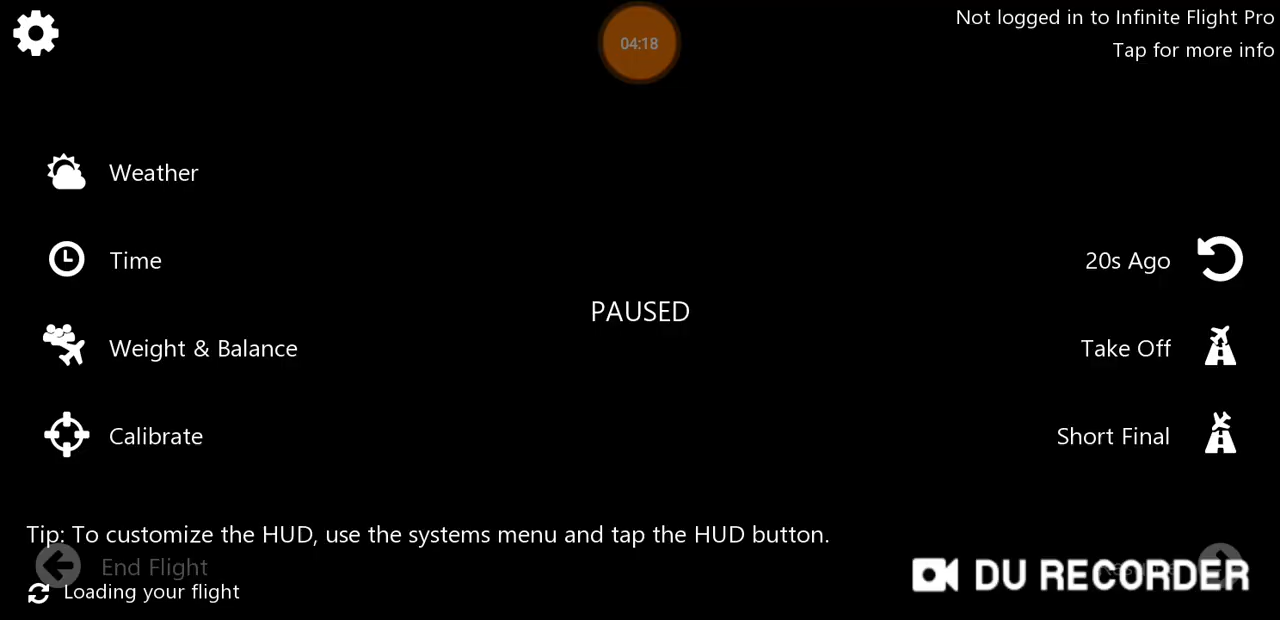 Not logged in to Infinite Flight Pro
04:18
Tap for more info
Weather
Time
20s Ago
PAUSED
Weight & Balance
Take Off
Calibrate
Short Final
Tip: To customize the HUD, use the systems menu and tap the HUD button.
End Flight
DU RECORDER
Loading your flight